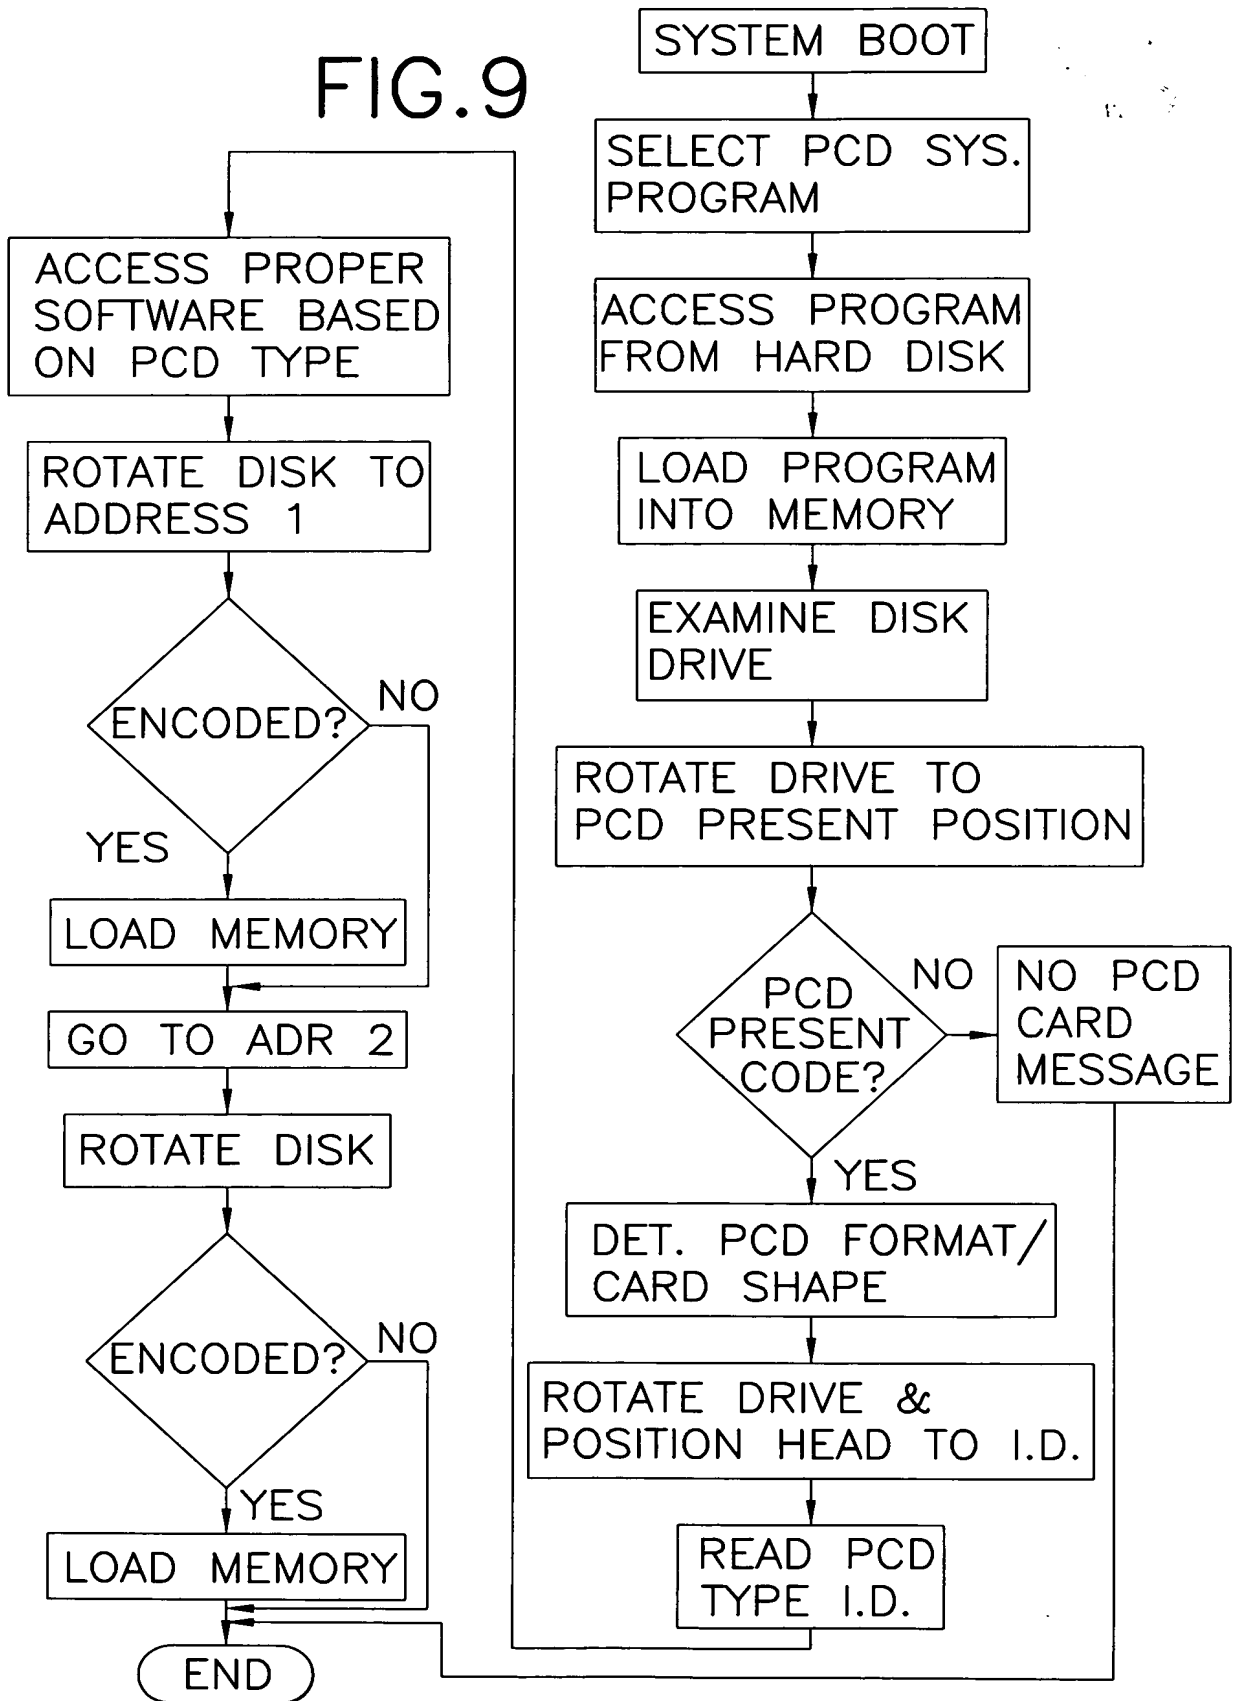 FIG.9
SYSTEM BOOT
SELECT PCD SYS.
PROGRAM
ACCESS PROGRAM
FROM HARD DISK
LOAD PROGRAM
INTO MEMORY
EXAMINE DISK
DRIVE
ROTATE DRIVE TO
PCD PRESENT POSITION
PCD
PRESENT
CODE?
NO
NO PCD
CARD
MESSAGE
YES
DET. PCD FORMAT/
CARD SHAPE
ROTATE DRIVE &
POSITION HEAD TO I.D.
READ PCD
TYPE I.D.
ACCESS PROPER
SOFTWARE BASED
ON PCD TYPE
ROTATE DISK TO
ADDRESS 1
ENCODED?
NO
YES
LOAD MEMORY
GO TO ADR 2
ROTATE DISK
ENCODED?
NO
YES
LOAD MEMORY
END